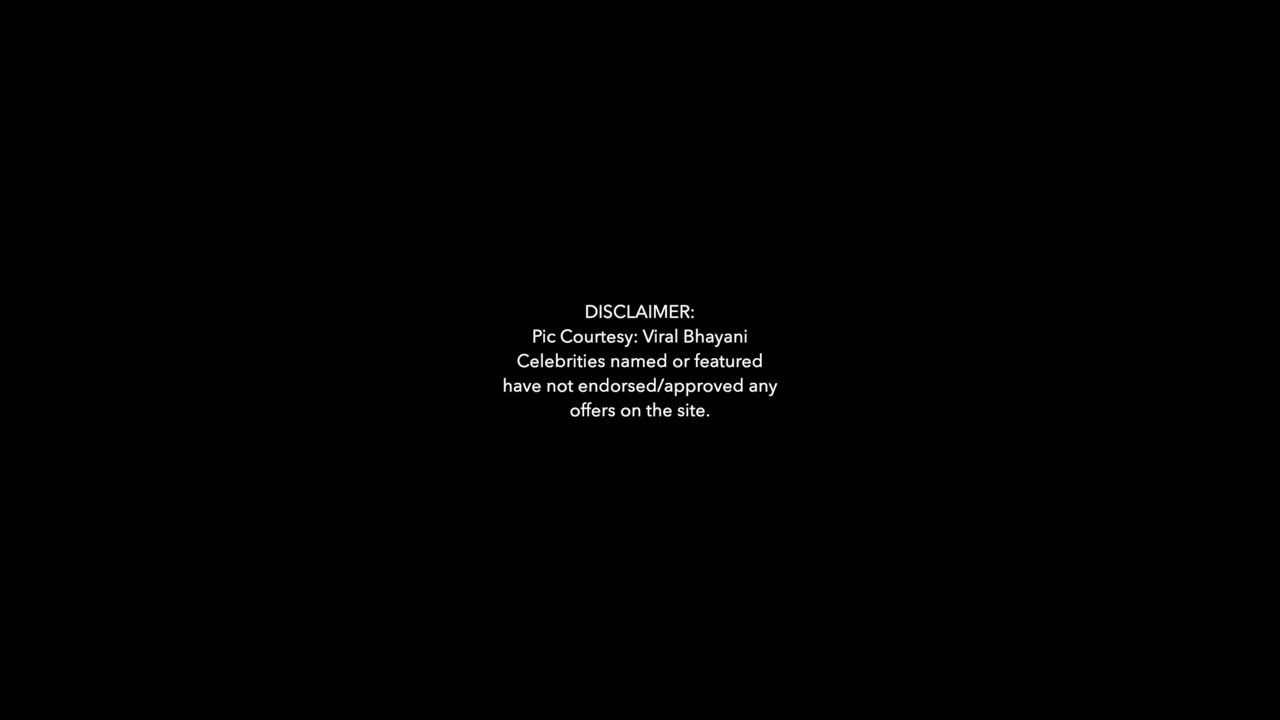 DISCLAIMER:
Pic Courtesy: Viral Bhayani
Celebrities named or featured
have not endorsed/approved any
offers on the site.